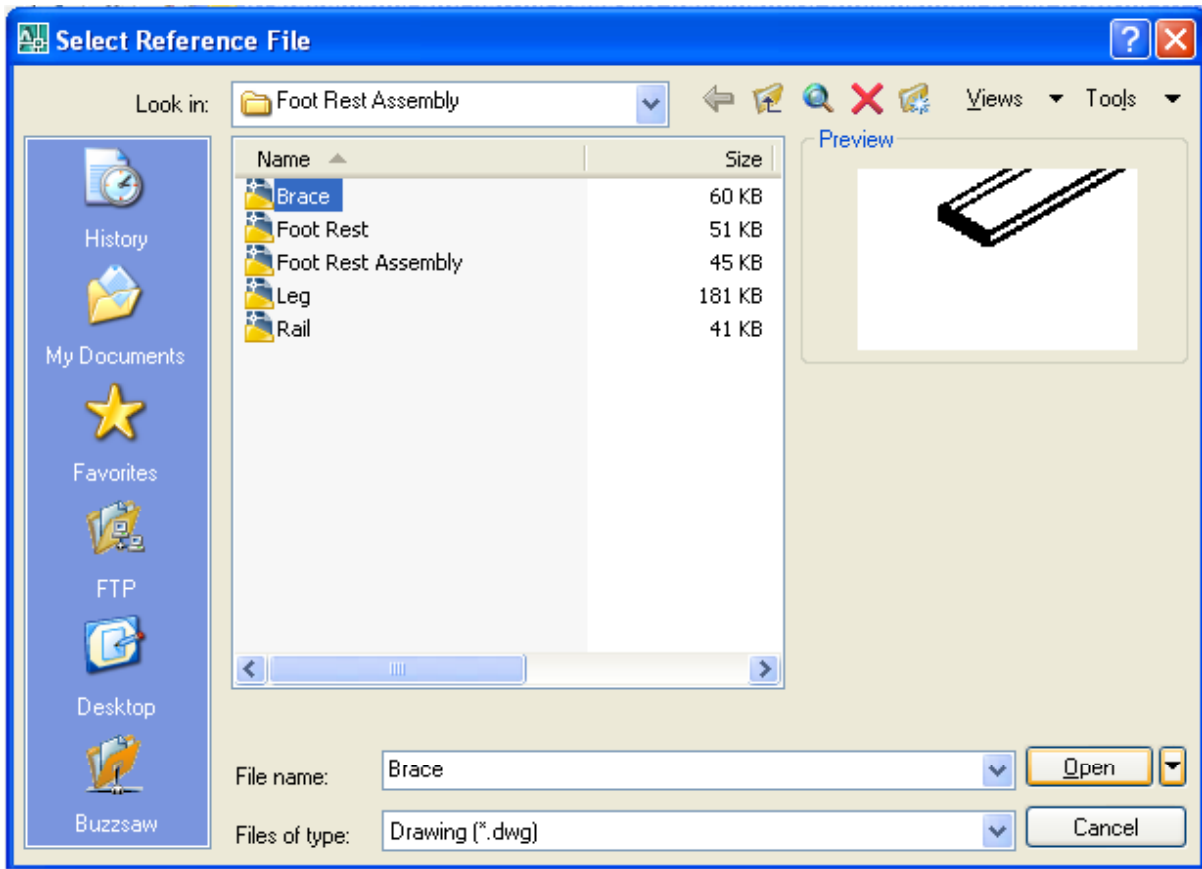 Select Reference File
Look in: Foot Rest Assembly Views Tools
Preview
Name Size
Brace 60 KB
Foot Rest 51 KB
Foot Rest Assembly 45 KB
Leg 181 KB
Rail 41 KB
History
My Documents
Favorites
FTP
Desktop
Buzzsaw
File name: Brace Open
Files of type: Drawing (*.dwg) Cancel